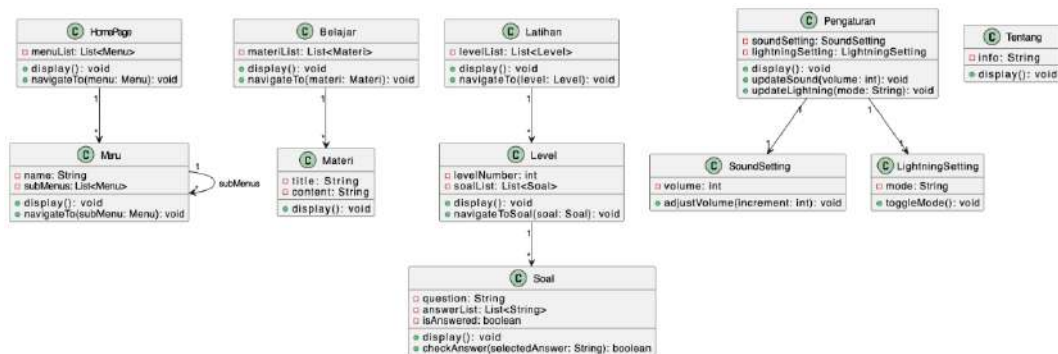 C HomePage
menuList: List<Menu>
display(): void
navigateTo(menu: Menu): void
C Belajar
materiList: List<Materi>
display(): void
navigateTo(materi: Materi): void
C Latihan
levelList: List<Level>
display(): void
navigateTo(level: Level): void
C Pengaturan
soundSetting: SoundSetting
lightningSetting: LightningSetting
display(): void
updateSound(volume: int): void
updateLightning(mode: String): void
C Tentang
info: String
display(): void
1
1
1
1
1
*
*
*
1
1
C Menu
name: String
subMenus: List<Menu>
display(): void
navigateTo(subMenu: Menu): void
1
*
subMenus
C Materi
title: String
content: String
display(): void
C Level
levelNumber: int
soalList: List<Soal>
display(): void
navigateToSoal(soal: Soal): void
C SoundSetting
volume: int
adjustVolume(increment: int): void
C LightningSetting
mode: String
toggleMode(): void
1
*
C Soal
question: String
answerList: List<String>
isAnswered: boolean
display(): void
checkAnswer(selectedAnswer: String): boolean